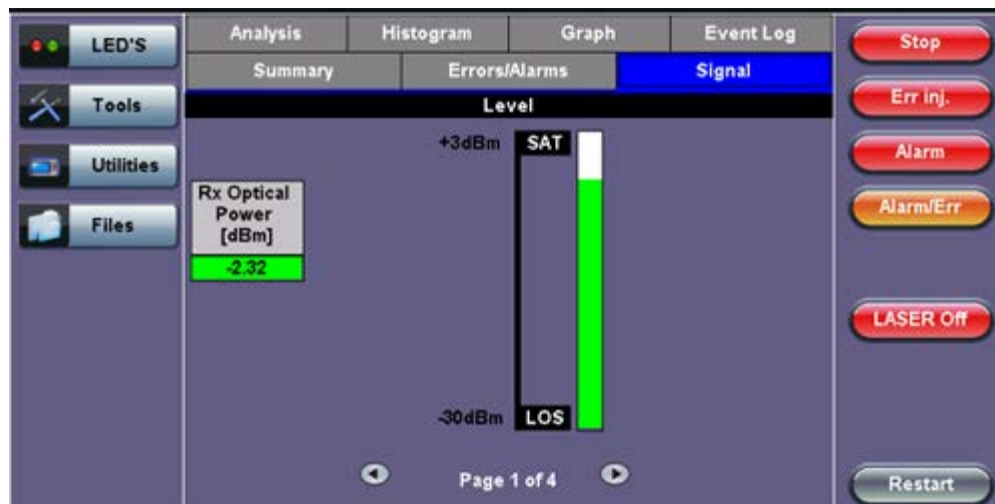 LED'S
Tools
Utilities
Files
Analysis Histogram Graph Event Log
Summary Errors/Alarms Signal
Level
+3dBm SAT
Rx Optical
Power
[dBm]
-2.32
-30dBm LOS
Page 1 of 4
Stop
Err inj.
Alarm
Alarm/Err
LASER Off
Restart